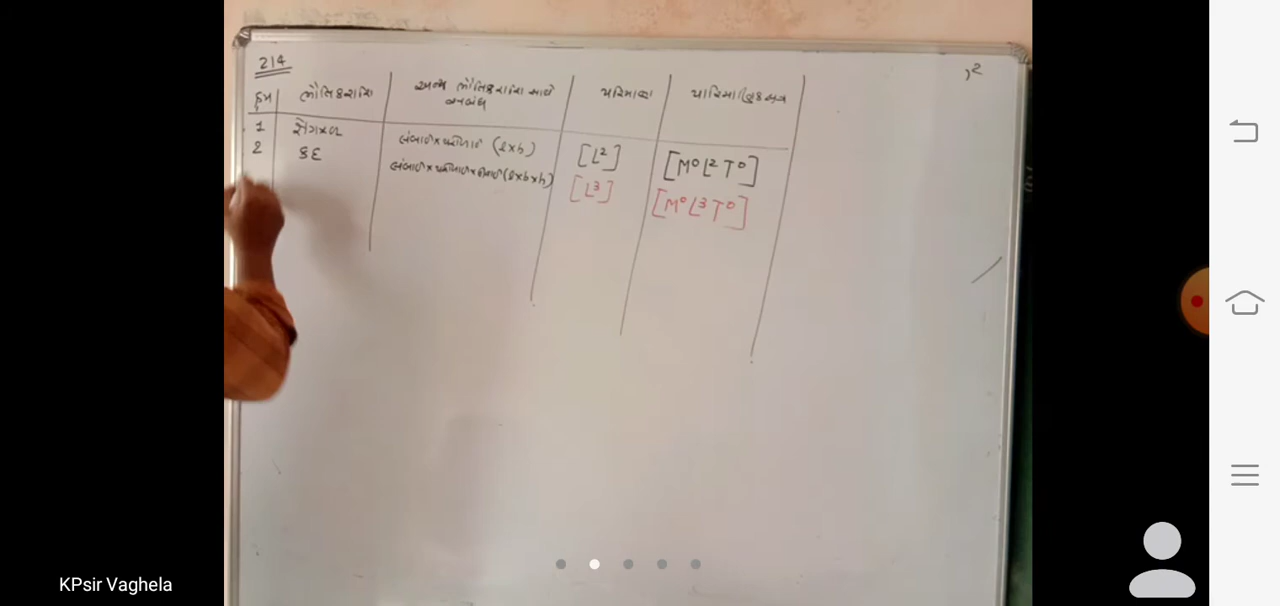 214
ક્રમ ભૌતિકરાશિ અન્ય ભૌતિકરાશિ સાથે સંબંધ પરિમાણ પારિમાણિક સૂત્ર
1 ક્ષેત્રફળ લંબાઈ × પહોળાઈ (l×b) [L²] [M⁰L²T⁰]
2 કદ લંબાઈ × પહોળાઈ × ઊંચાઈ (l×b×h) [L³] [M⁰L³T⁰]
KPsir Vaghela